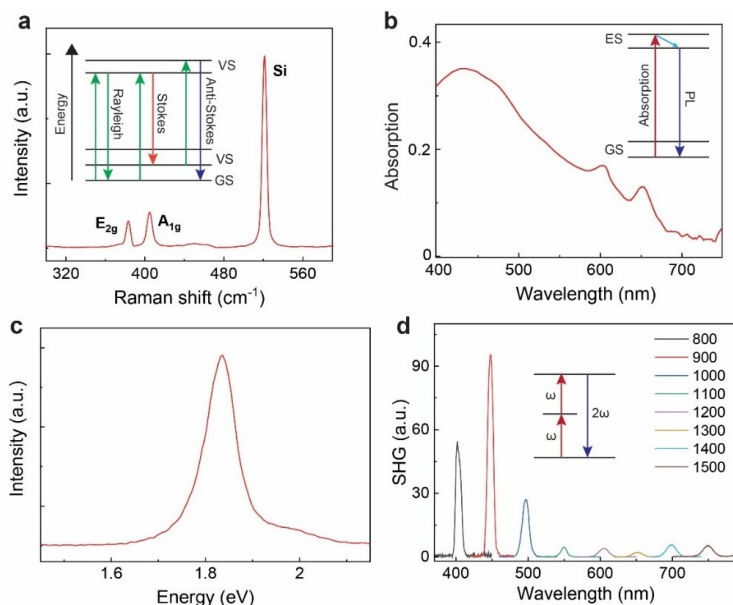 a
Intensity (a.u.)
Energy
Rayleigh
Stokes
Anti-Stokes
VS
VS
GS
E2g
A1g
Si
300
400
480
560
Raman shift (cm-1)
b
Absorption
0.4
0.2
0.0
ES
Absorption
PL
GS
400
500
600
700
Wavelength (nm)
c
Intensity (a.u.)
1.6
1.8
2
Energy (eV)
d
SHG (a.u.)
90
60
30
0
ω
ω
2ω
800
900
1000
1100
1200
1300
1400
1500
400
500
600
700
Wavelength (nm)